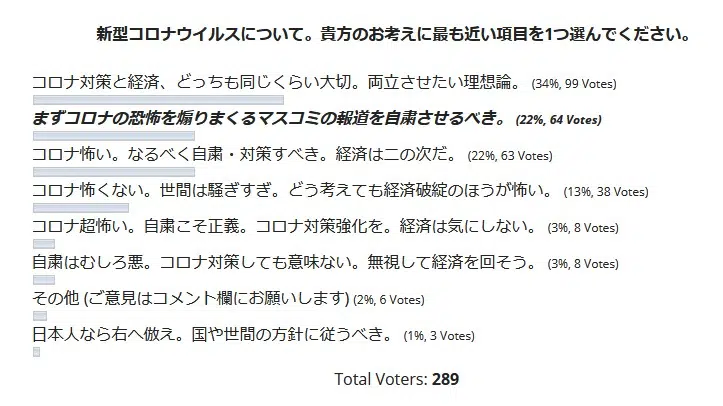 新型コロナウイルスについて。貴方のお考えに最も近い項目を1つ選んでください。
コロナ対策と経済、どっちも同じくらい大切。両立させたい理想論。 (34%, 99 Votes)
まずコロナの恐怖を煽りまくるマスコミの報道を自粛させるべき。 (22%, 64 Votes)
コロナ怖い。なるべく自粛・対策すべき。経済は二の次だ。 (22%, 63 Votes)
コロナ怖くない。世間は騒ぎすぎ。どう考えても経済破綻のほうが怖い。 (13%, 38 Votes)
コロナ超怖い。自粛こそ正義。コロナ対策強化を。経済は気にしない。 (3%, 8 Votes)
自粛はむしろ悪。コロナ対策しても意味ない。無視して経済を回そう。 (3%, 8 Votes)
その他 (ご意見はコメント欄にお願いします) (2%, 6 Votes)
日本人なら右へ倣え。国や世間の方針に従うべき。 (1%, 3 Votes)
Total Voters: 289